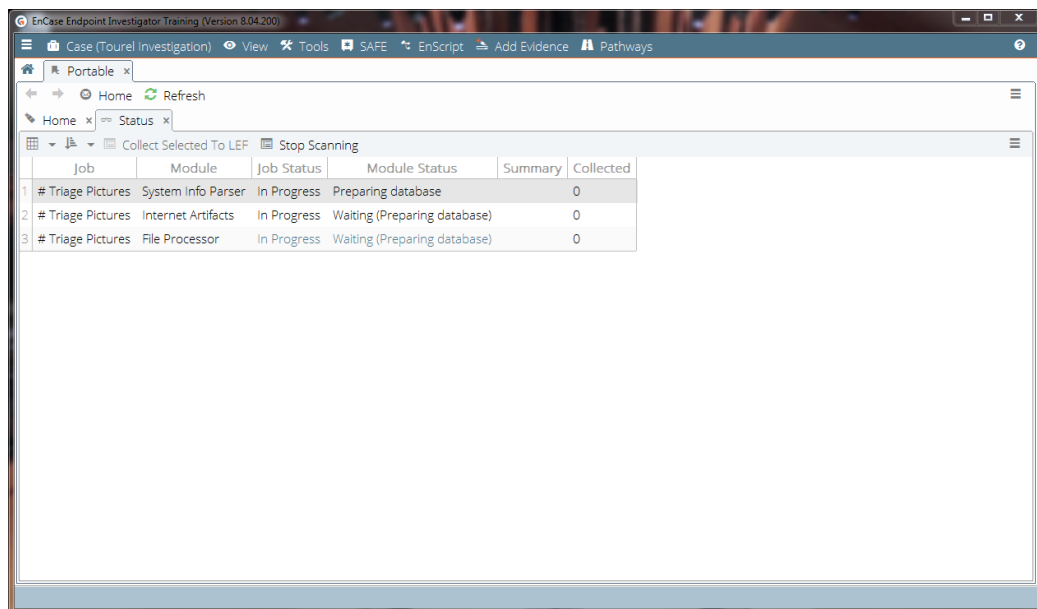 EnCase Endpoint Investigator Training (Version 8.04.200)
Case (Tourel Investigation) View Tools SAFE EnScript Add Evidence Pathways ?
Portable x
Home Refresh
Home x Status x
Collect Selected To LEF Stop Scanning
Job Module Job Status Module Status Summary Collected
1 # Triage Pictures System Info Parser In Progress Preparing database 0
2 # Triage Pictures Internet Artifacts In Progress Waiting (Preparing database) 0
3 # Triage Pictures File Processor In Progress Waiting (Preparing database) 0